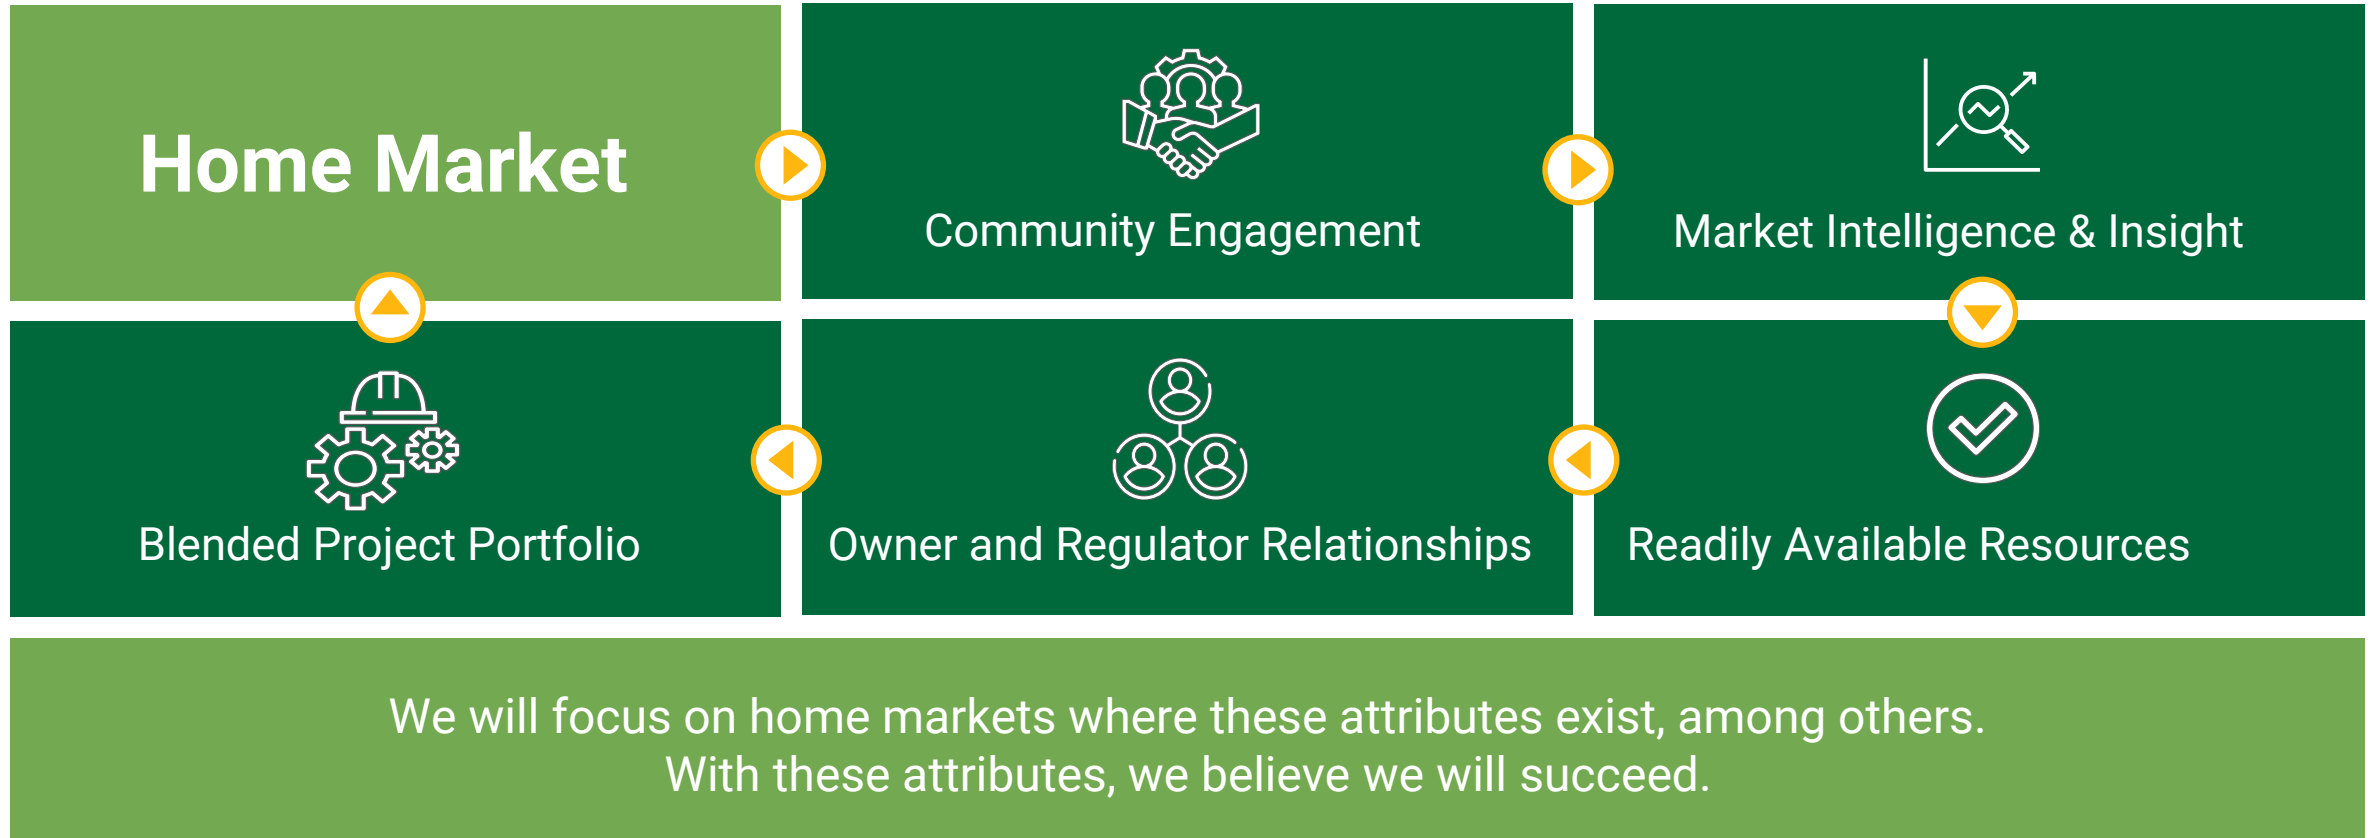 Home Market
Community Engagement
Market Intelligence & Insight
Blended Project Portfolio
Owner and Regulator Relationships
Readily Available Resources
We will focus on home markets where these attributes exist, among others.
With these attributes, we believe we will succeed.